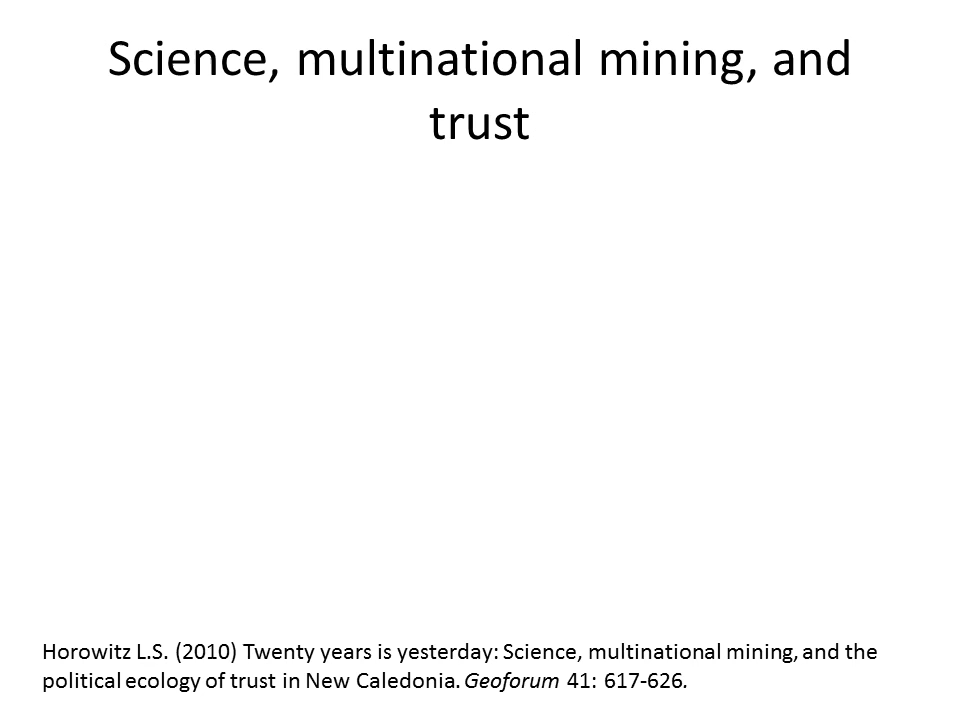 Science, multinational mining, and
trust
Horowitz L.S. (2010) Twenty years is yesterday: Science, multinational mining, and the
political ecology of trust in New Caledonia. Geoforum 41: 617-626.